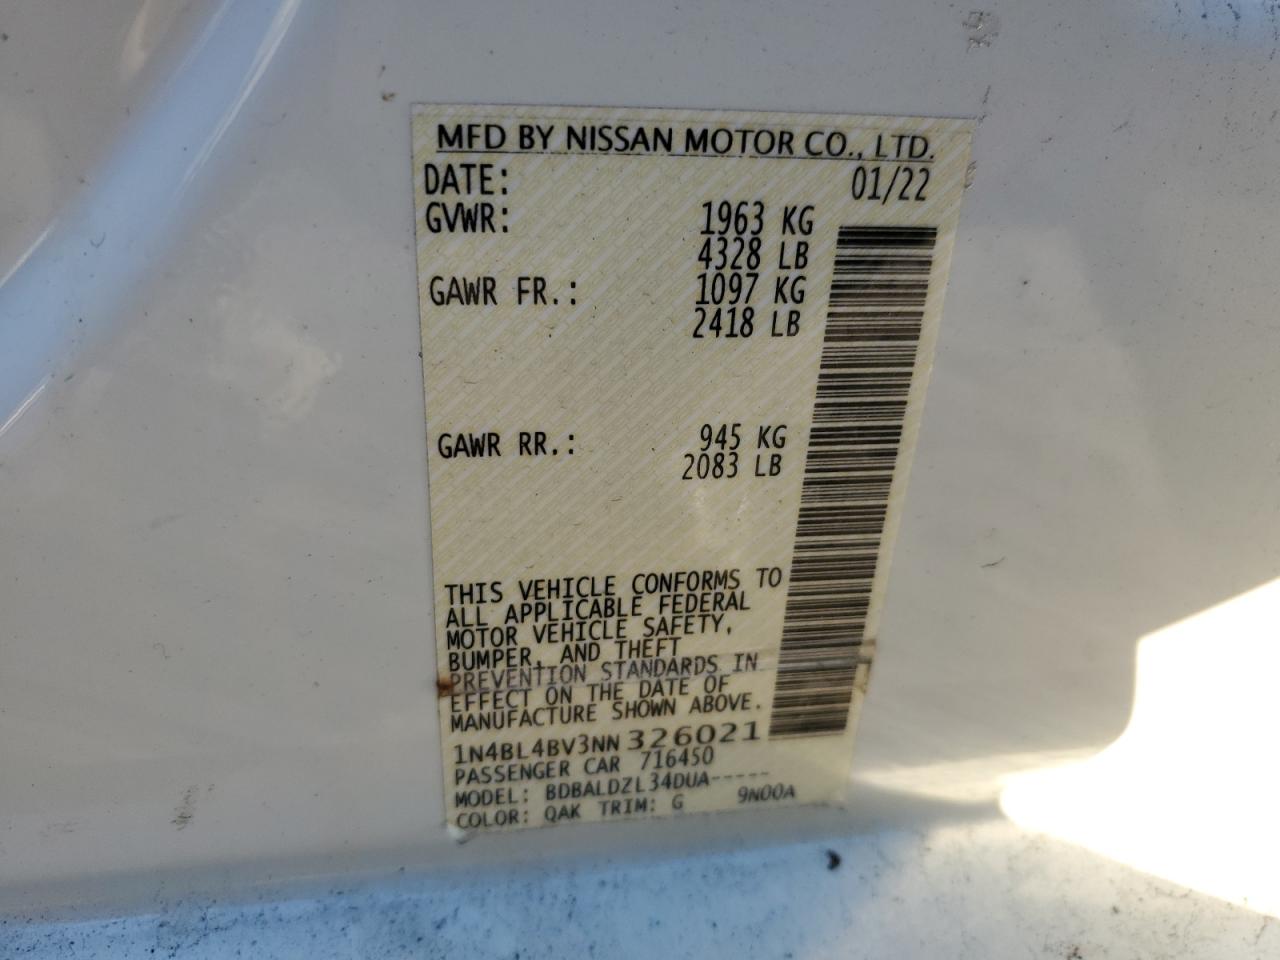 MFD BY NISSAN MOTOR CO., LTD.
DATE: 01/22
GVWR: 1963 KG
4328 LB
GAWR FR.: 1097 KG
2418 LB
GAWR RR.: 945 KG
2083 LB
THIS VEHICLE CONFORMS TO
ALL APPLICABLE FEDERAL
MOTOR VEHICLE SAFETY,
BUMPER, AND THEFT
PREVENTION STANDARDS IN
EFFECT ON THE DATE OF
MANUFACTURE SHOWN ABOVE.
1N4BL4BV3NN326021
PASSENGER CAR 716450
MODEL: BDBALDZL34DUA-----
COLOR: QAK TRIM: G 9N00A